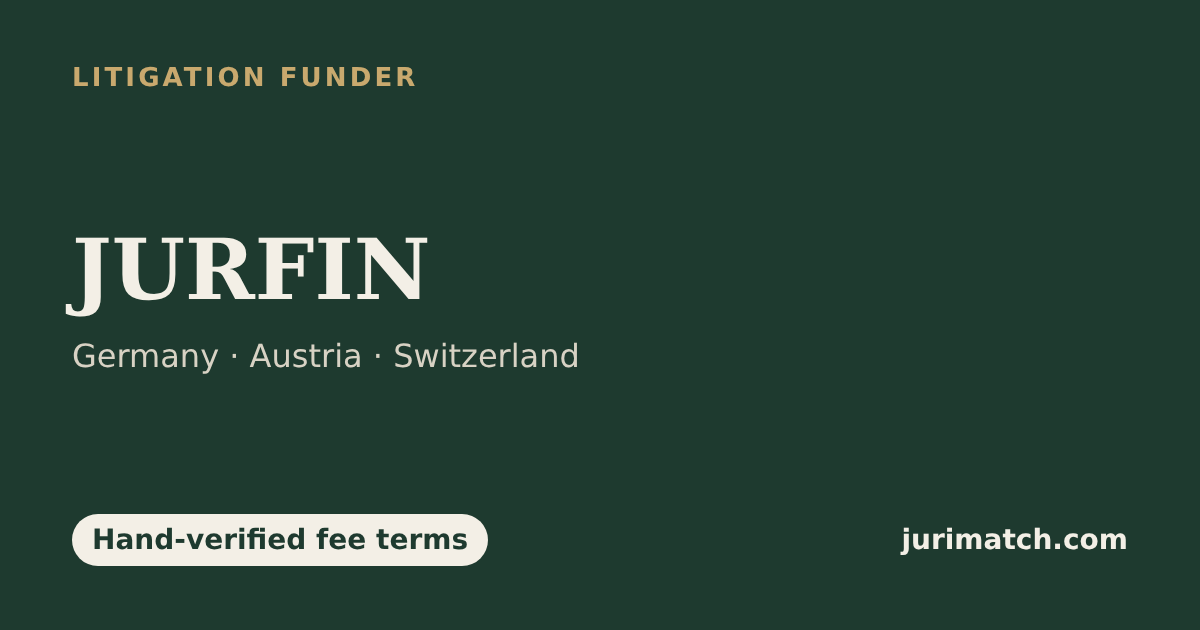 LITIGATION FUNDER
JURFIN
Germany · Austria · Switzerland
Hand-verified fee terms
jurimatch.com